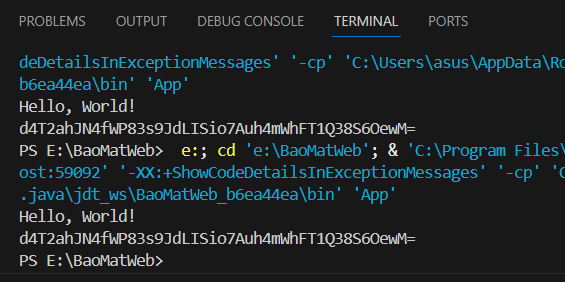 PROBLEMS OUTPUT DEBUG CONSOLE TERMINAL PORTS
deDetailsInExceptionMessages' '-cp' 'C:\Users\asus\AppData\Ro
b6ea44ea\bin' 'App'
Hello, World!
d4T2ahJN4fWP83s9JdLISio7Auh4mWhFT1Q38S6OewM=
PS E:\BaoMatWeb>  e:; cd 'e:\BaoMatWeb'; & 'C:\Program Files\
ost:59092' '-XX:+ShowCodeDetailsInExceptionMessages' '-cp' 'C
.java\jdt_ws\BaoMatWeb_b6ea44ea\bin' 'App'
Hello, World!
d4T2ahJN4fWP83s9JdLISio7Auh4mWhFT1Q38S6OewM=
PS E:\BaoMatWeb>